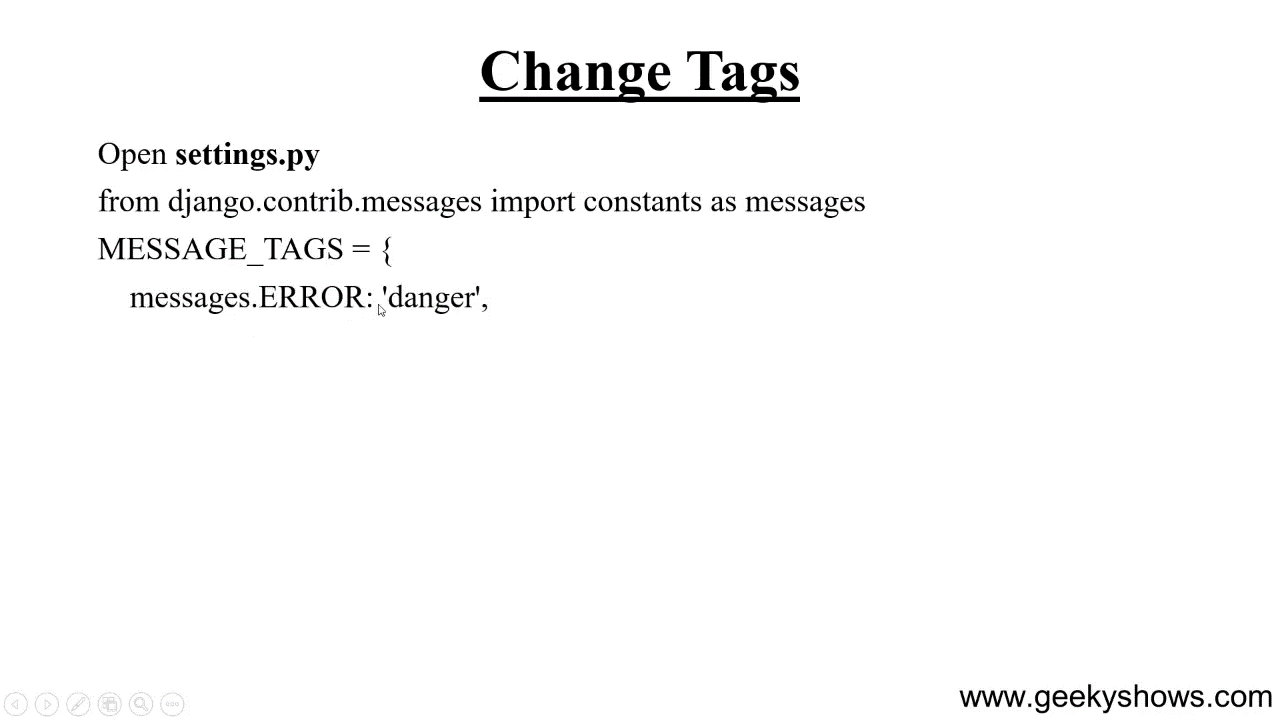 Change Tags
Open settings.py
from django.contrib.messages import constants as messages
MESSAGE_TAGS = {
messages.ERROR: 'danger',
www.geekyshows.com